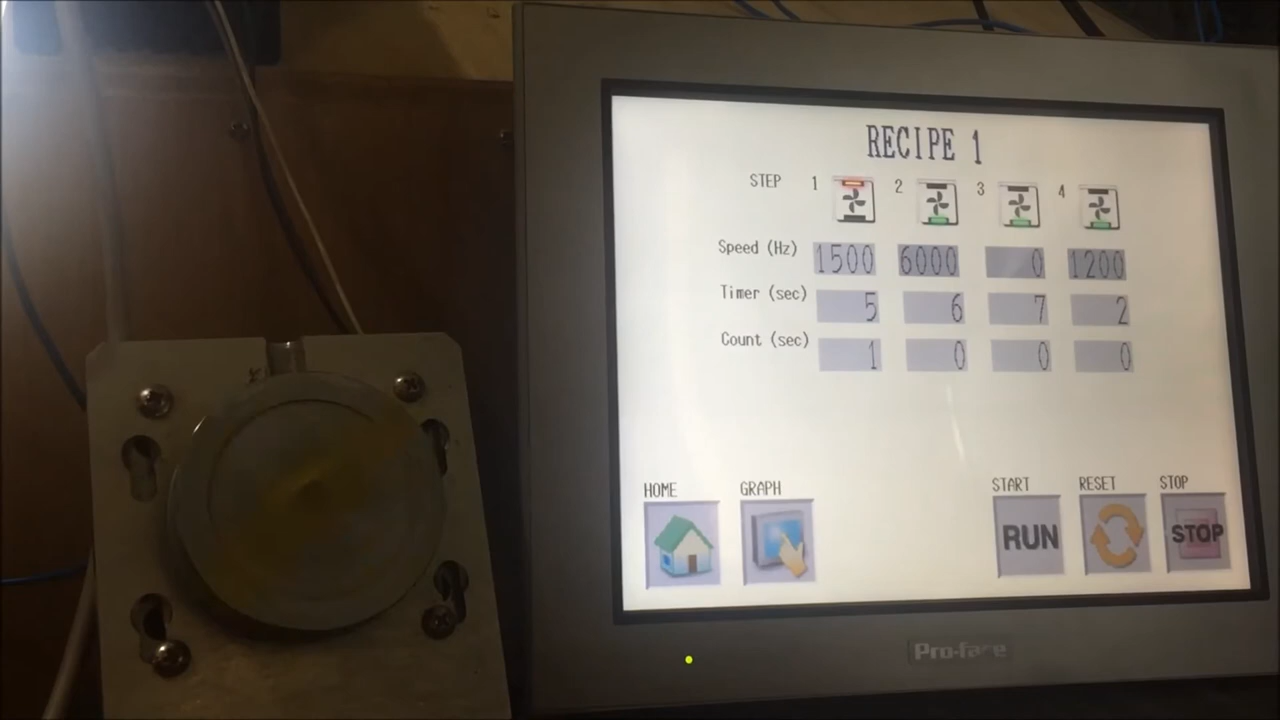 RECIPE 1
STEP 1 2 3 4
Speed (Hz) 1500 6000 0 1200
Timer (sec) 5 6 7 2
Count (sec) 1 0 0 0
HOME GRAPH START RESET STOP
RUN STOP
Pro-face